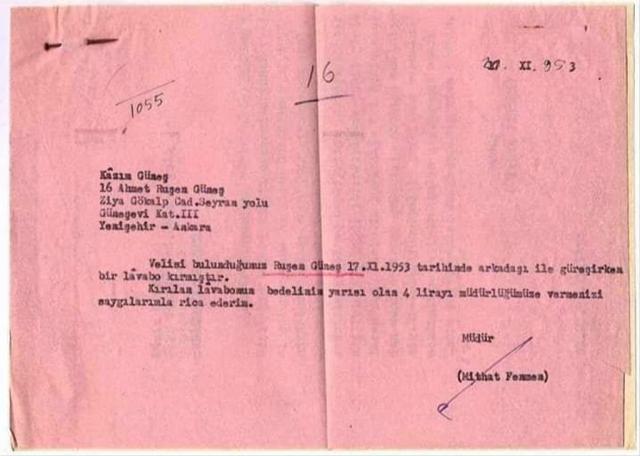 XI. 953
16
1055
Kâzım Güneş
16 Ahmet Ruşen Güneş
Ziya Gökalp Cad.Seyran yolu
Güneşevi Kat.III
Yenişehir - Ankara
Velisi bulunduğunuz Ruşen Güneş 17.XI.1953 tarihinde arkadaşı ile güreşirken
bir lâvabo kırmıştır.
Kırılan lâvabonun bedelinin yarısı olan 4 lirayı müdürlüğümüze vermenizi
saygılarımla rica ederim.
Müdür
(Mithat Fenmen)